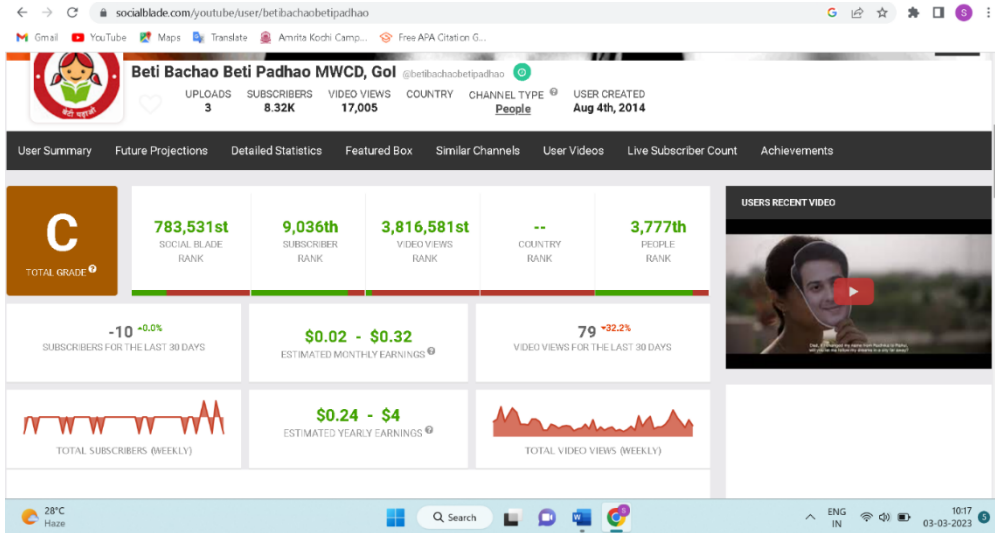 socialblade.com/youtube/user/betibachaobetipadhao
Gmail YouTube Maps Translate Amrita Kochi Camp... Free APA Citation G...
बेटी पढ़ाओ
Beti Bachao Beti Padhao MWCD, GoI @betibachaobetipadhao
UPLOADS SUBSCRIBERS VIDEO VIEWS COUNTRY CHANNEL TYPE USER CREATED
3 8.32K 17,005 People Aug 4th, 2014
User Summary Future Projections Detailed Statistics Featured Box Similar Channels User Videos Live Subscriber Count Achievements
C
TOTAL GRADE
783,531st 9,036th 3,816,581st -- 3,777th
SOCIAL BLADE SUBSCRIBER VIDEO VIEWS COUNTRY PEOPLE
RANK RANK RANK RANK RANK
USERS RECENT VIDEO
-10 +0.0% $0.02 - $0.32 79 -32.2%
SUBSCRIBERS FOR THE LAST 30 DAYS ESTIMATED MONTHLY EARNINGS VIDEO VIEWS FOR THE LAST 30 DAYS
$0.24 - $4
ESTIMATED YEARLY EARNINGS
TOTAL SUBSCRIBERS (WEEKLY) TOTAL VIDEO VIEWS (WEEKLY)
28°C
Haze
Search
ENG
IN
10:17
03-03-2023